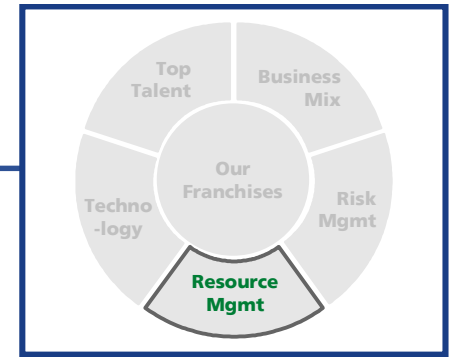 Top
Talent
Business
Mix
Our
Franchises
Techno
-logy
Risk
Mgmt
Resource
Mgmt